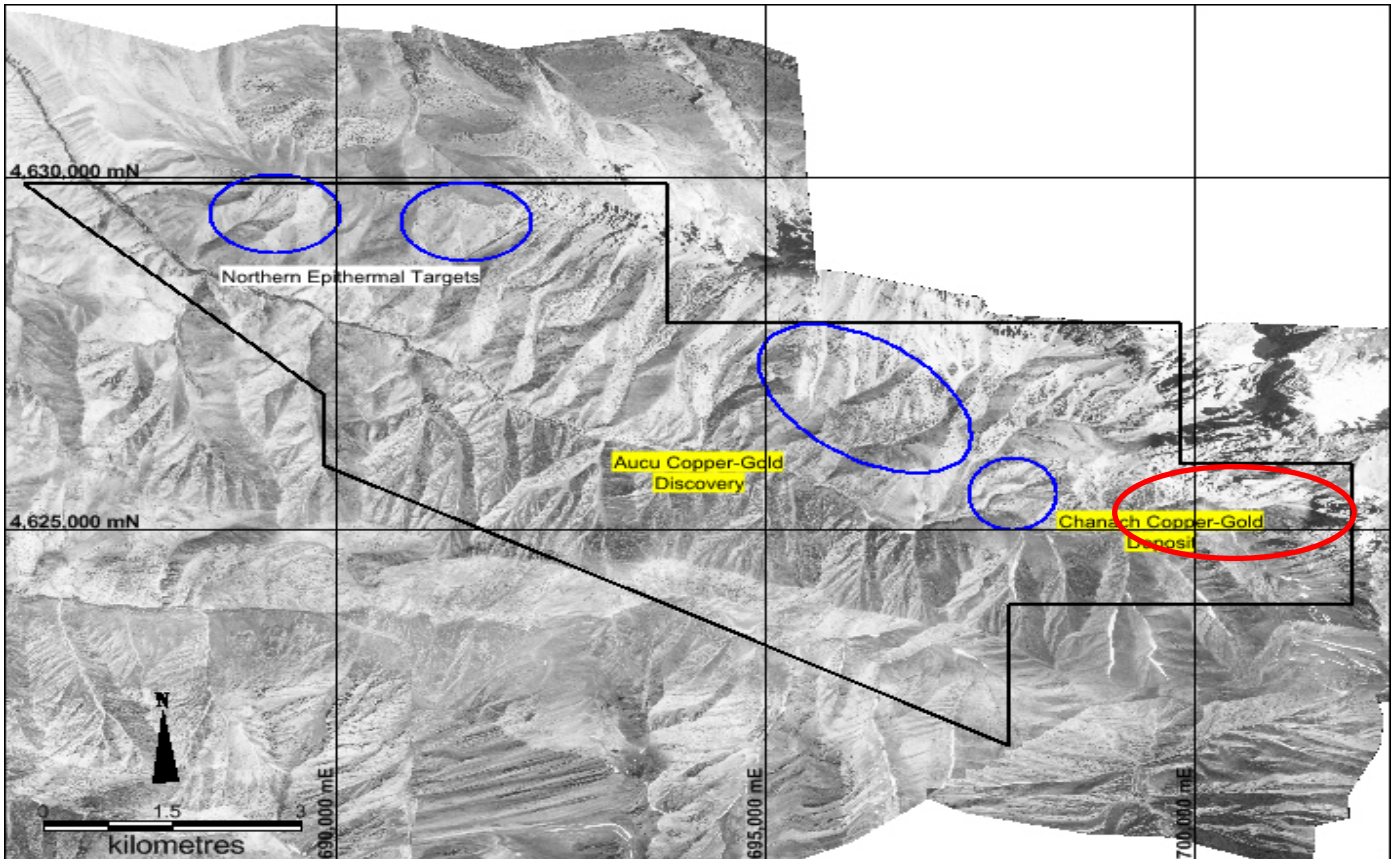 4,630,000 mN
Northern Epithermal Targets
Aucu Copper-Gold
Discovery
4,625,000 mN
Chanach Copper-Gold
Deposit
N
0 1.5 3
kilometres
690,000 mE
695,000 mE
700,000 mE